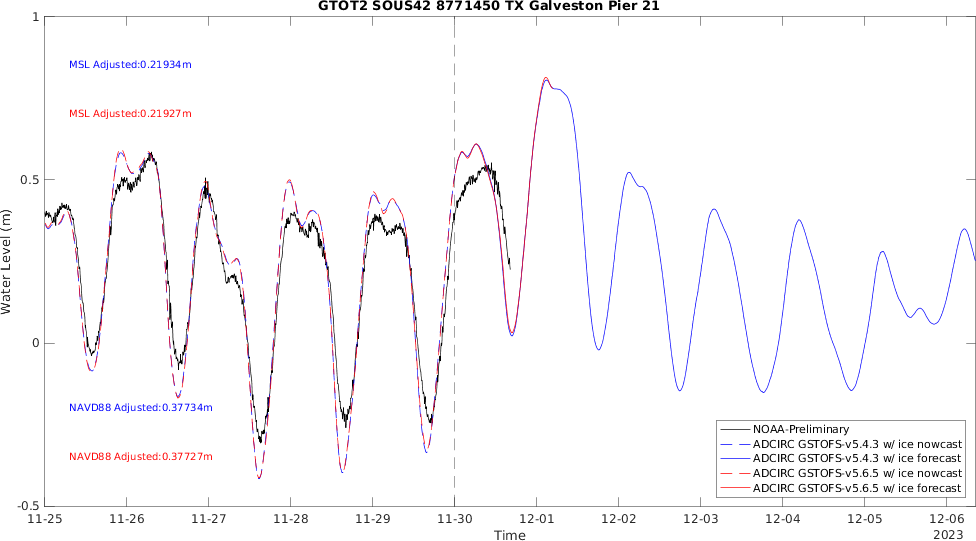 GTOT2 SOUS42 8771450 TX Galveston Pier 21
1
MSL Adjusted:0.21934m
MSL Adjusted:0.21927m
0.5
Water Level (m)
0
NAVD88 Adjusted:0.37734m
NAVD88 Adjusted:0.37727m
-0.5
NOAA-Preliminary
ADCIRC GSTOFS-v5.4.3 w/ ice nowcast
ADCIRC GSTOFS-v5.4.3 w/ ice forecast
ADCIRC GSTOFS-v5.6.5 w/ ice nowcast
ADCIRC GSTOFS-v5.6.5 w/ ice forecast
11-25 11-26 11-27 11-28 11-29 11-30 12-01 12-02 12-03 12-04 12-05 12-06
2023
Time